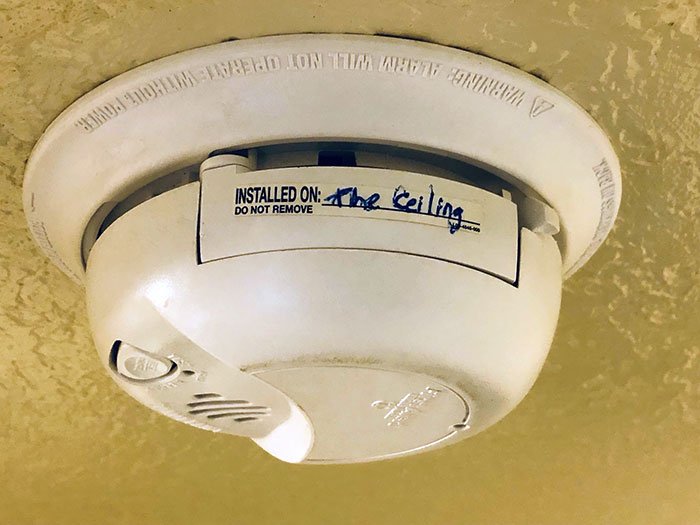 ⚠ WARNING: ALARM WILL NOT OPERATE WITHOUT POWER.
INSTALLED ON: the Ceiling
DO NOT REMOVE